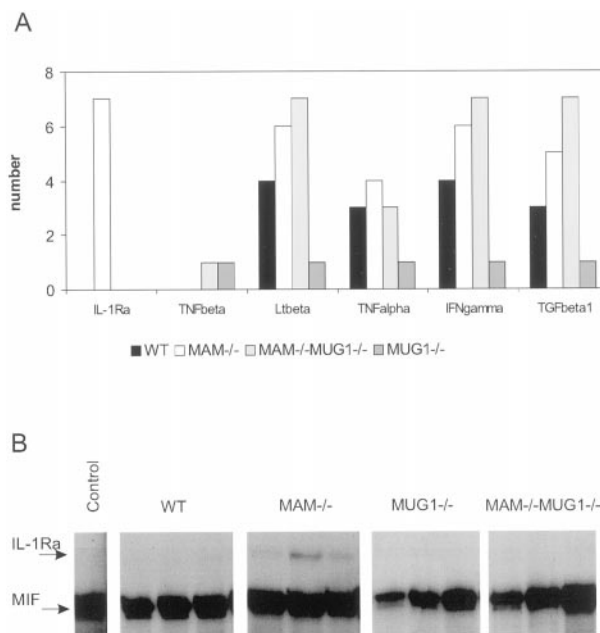 A
8
6
4
2
0
number
IL-1Ra TNFbeta Ltbeta TNFalpha IFNgamma TGFbeta1
WT MAM-/- MAM-/-MUG1-/- MUG1-/-
B
Control
WT MAM-/- MUG1-/- MAM-/-MUG1-/-
IL-1Ra
MIF